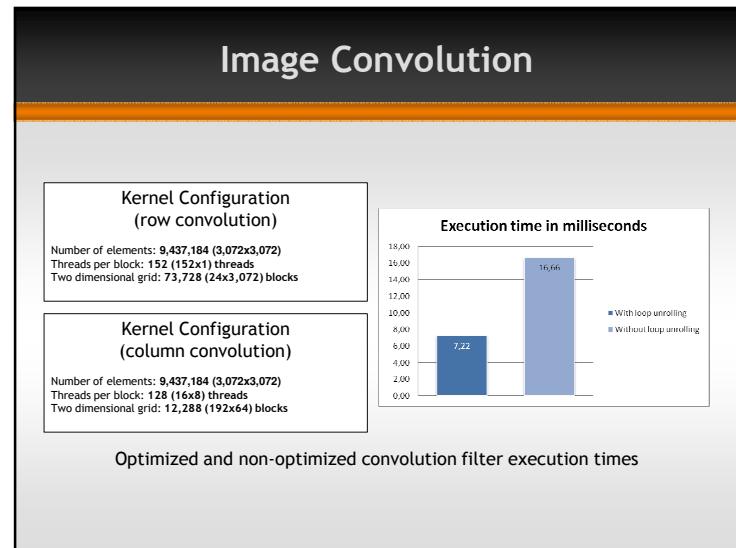 Image Convolution
Kernel Configuration
(row convolution)
Number of elements: 9,437,184 (3,072x3,072)
Threads per block: 152 (152x1) threads
Two dimensional grid: 73,728 (24x3,072) blocks
Kernel Configuration
(column convolution)
Number of elements: 9,437,184 (3,072x3,072)
Threads per block: 128 (16x8) threads
Two dimensional grid: 12,288 (192x64) blocks
Execution time in milliseconds
18,00
16,00
14,00
12,00
10,00
8,00
6,00
4,00
2,00
0,00
7,22
16,66
With loop unrolling
Without loop unrolling
Optimized and non-optimized convolution filter execution times